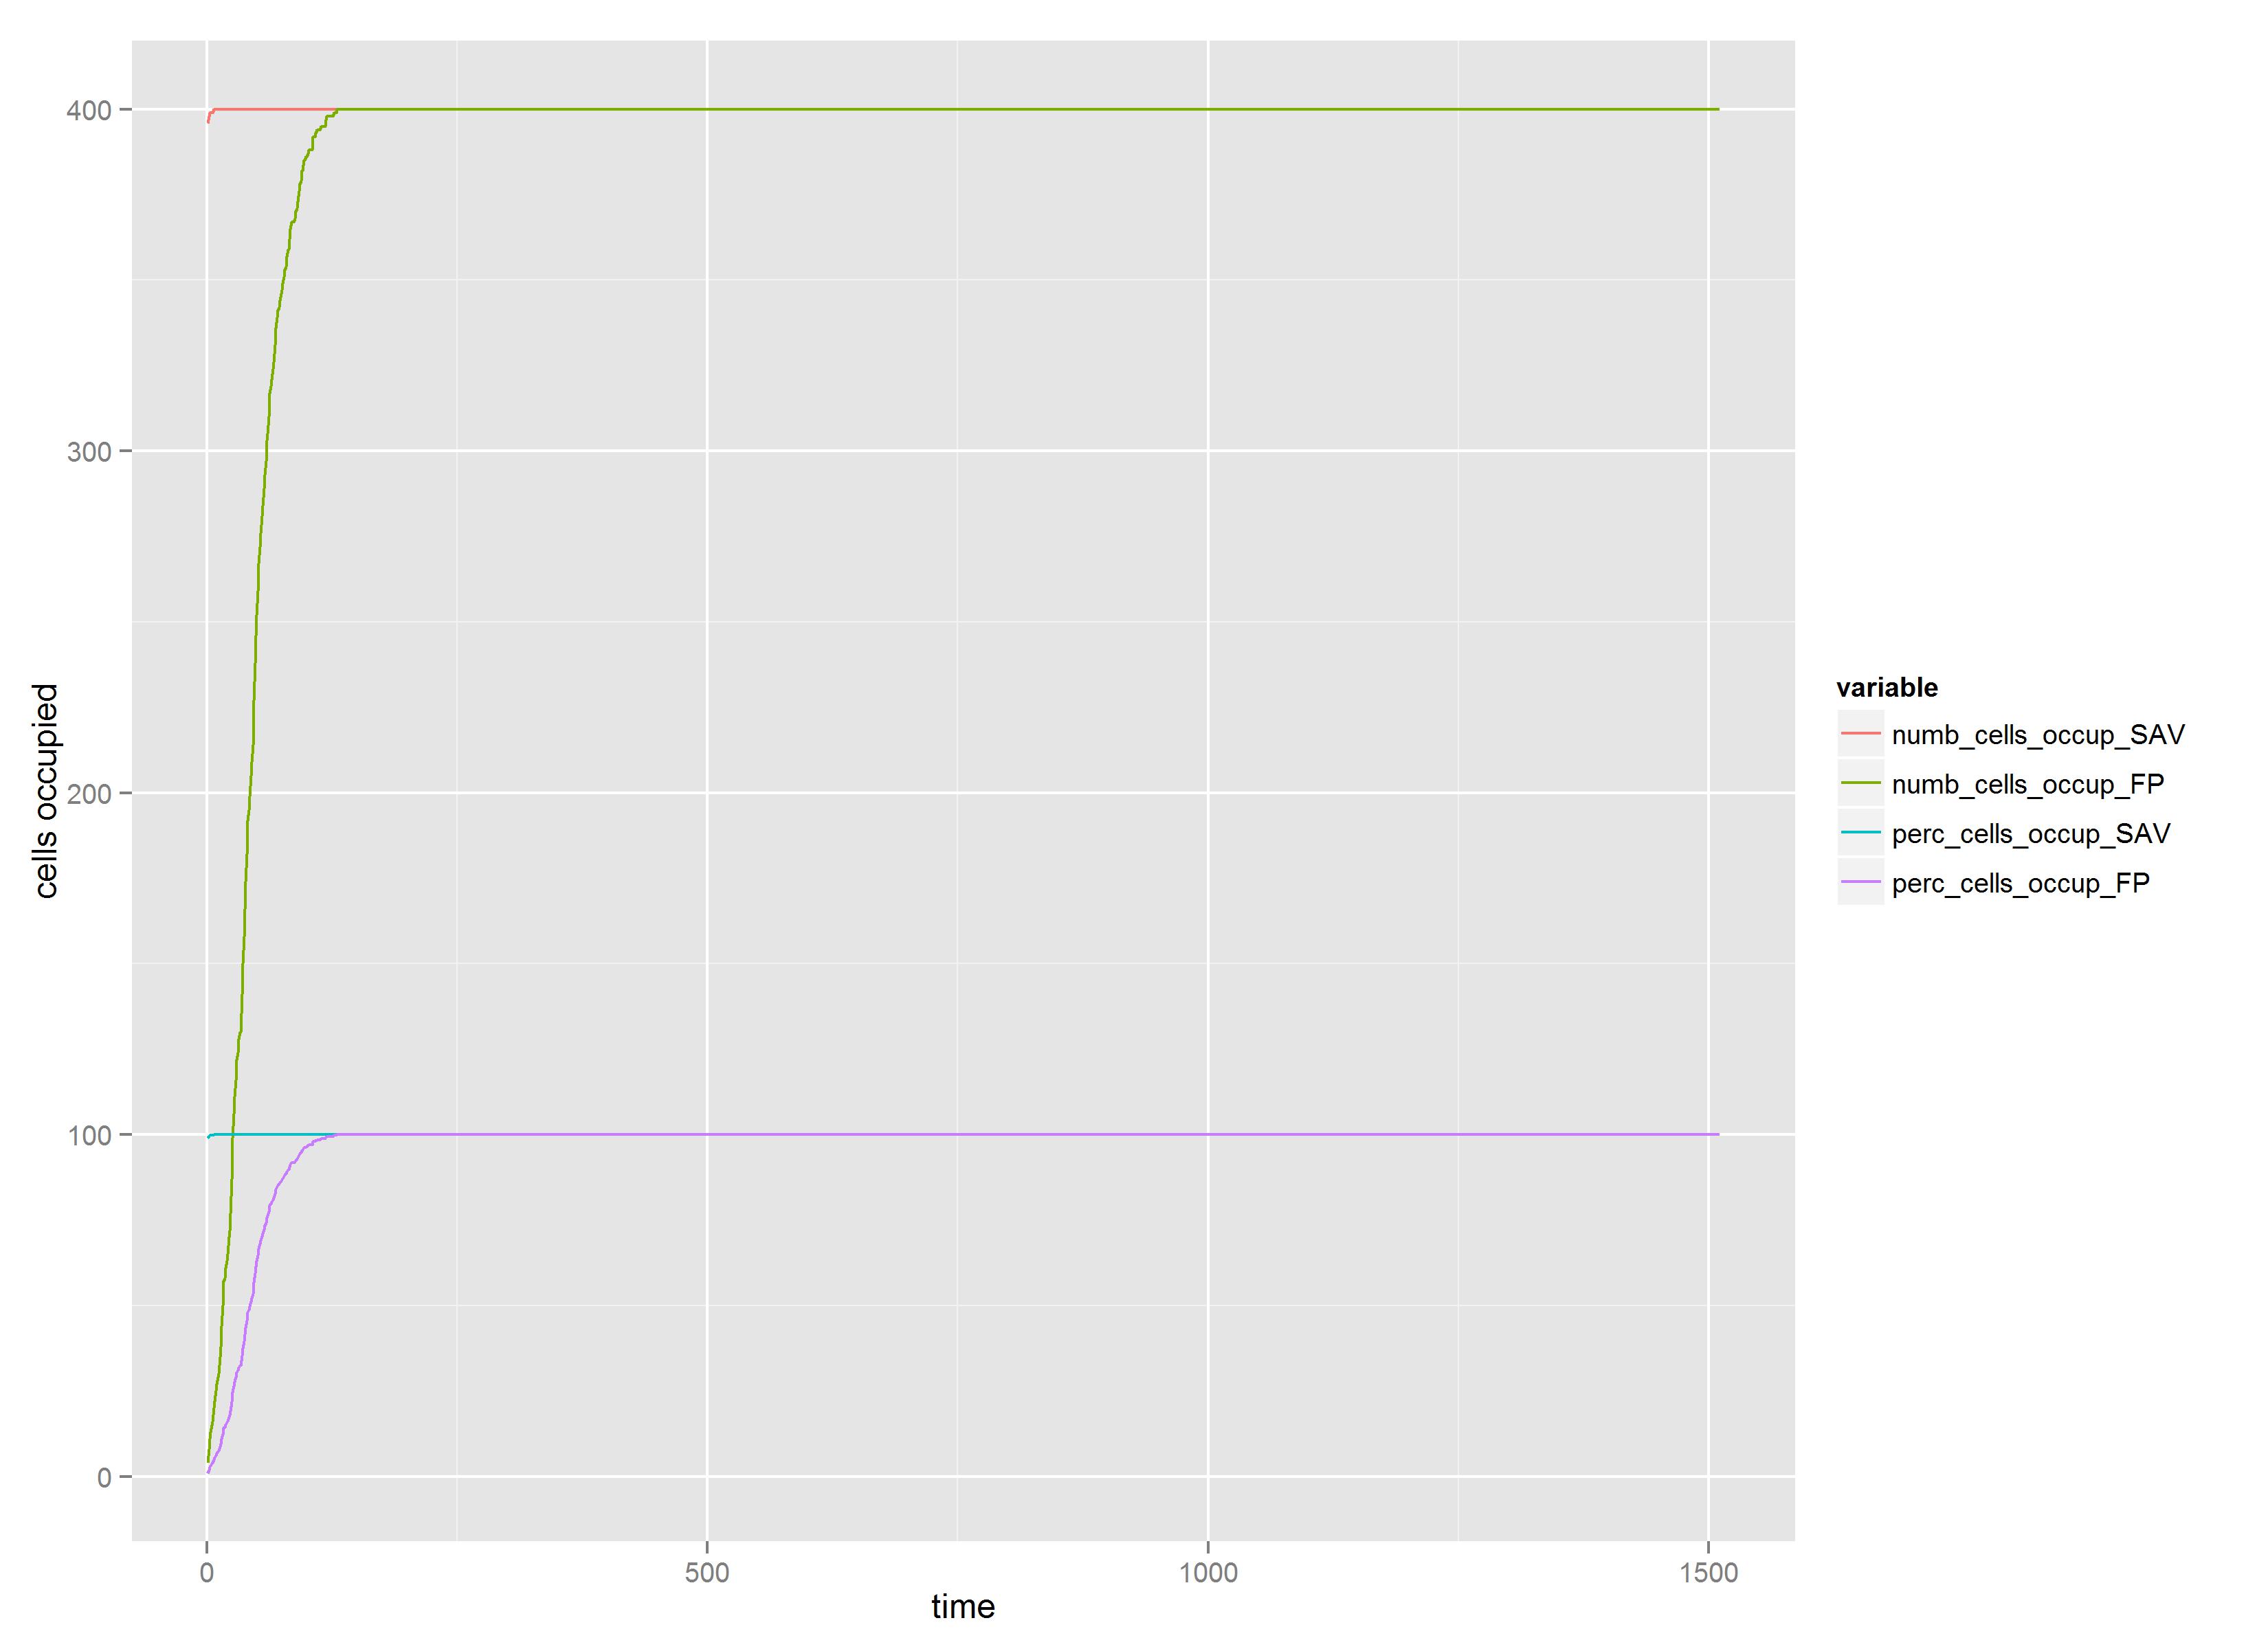 cells occupied
400
300
200
100
0
0 500 1000 1500
time
variable
numb_cells_occup_SAV
numb_cells_occup_FP
perc_cells_occup_SAV
perc_cells_occup_FP